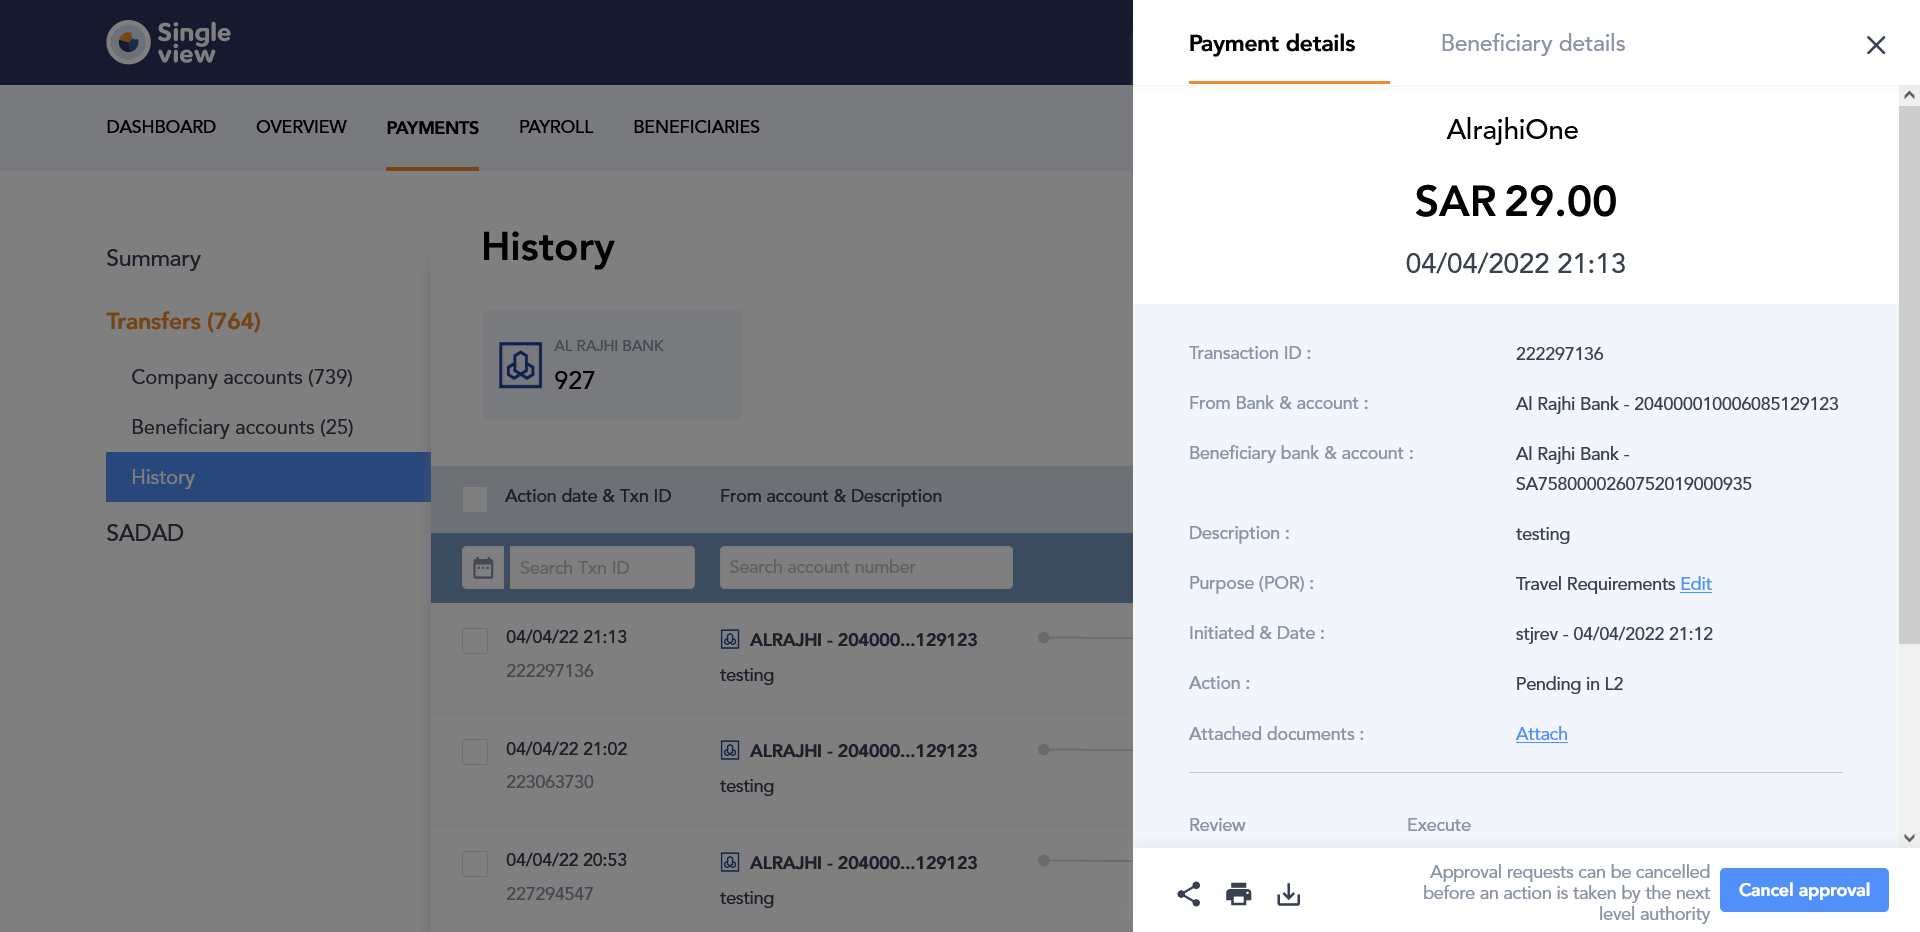 Single
view
DASHBOARD
OVERVIEW
PAYMENTS
PAYROLL
BENEFICIARIES
Summary
Transfers (764)
Company accounts (739)
Beneficiary accounts (25)
History
SADAD
History
AL RAJHI BANK
927
Action date & Txn ID
From account & Description
Search Txn ID
Search account number
04/04/22 21:13
ALRAJHI - 204000...129123
222297136
testing
04/04/22 21:02
ALRAJHI - 204000...129123
223063730
testing
04/04/22 20:53
ALRAJHI - 204000...129123
227294547
testing
Payment details
Beneficiary details
AlrajhiOne
SAR 29.00
04/04/2022 21:13
Transaction ID : 222297136
From Bank & account : Al Rajhi Bank - 204000010006085129123
Beneficiary bank & account : Al Rajhi Bank -
SA7580000260752019000935
Description : testing
Purpose (POR) : Travel Requirements Edit
Initiated & Date : stjrev - 04/04/2022 21:12
Action : Pending in L2
Attached documents : Attach
Review
Execute
Approval requests can be cancelled
before an action is taken by the next
level authority
Cancel approval